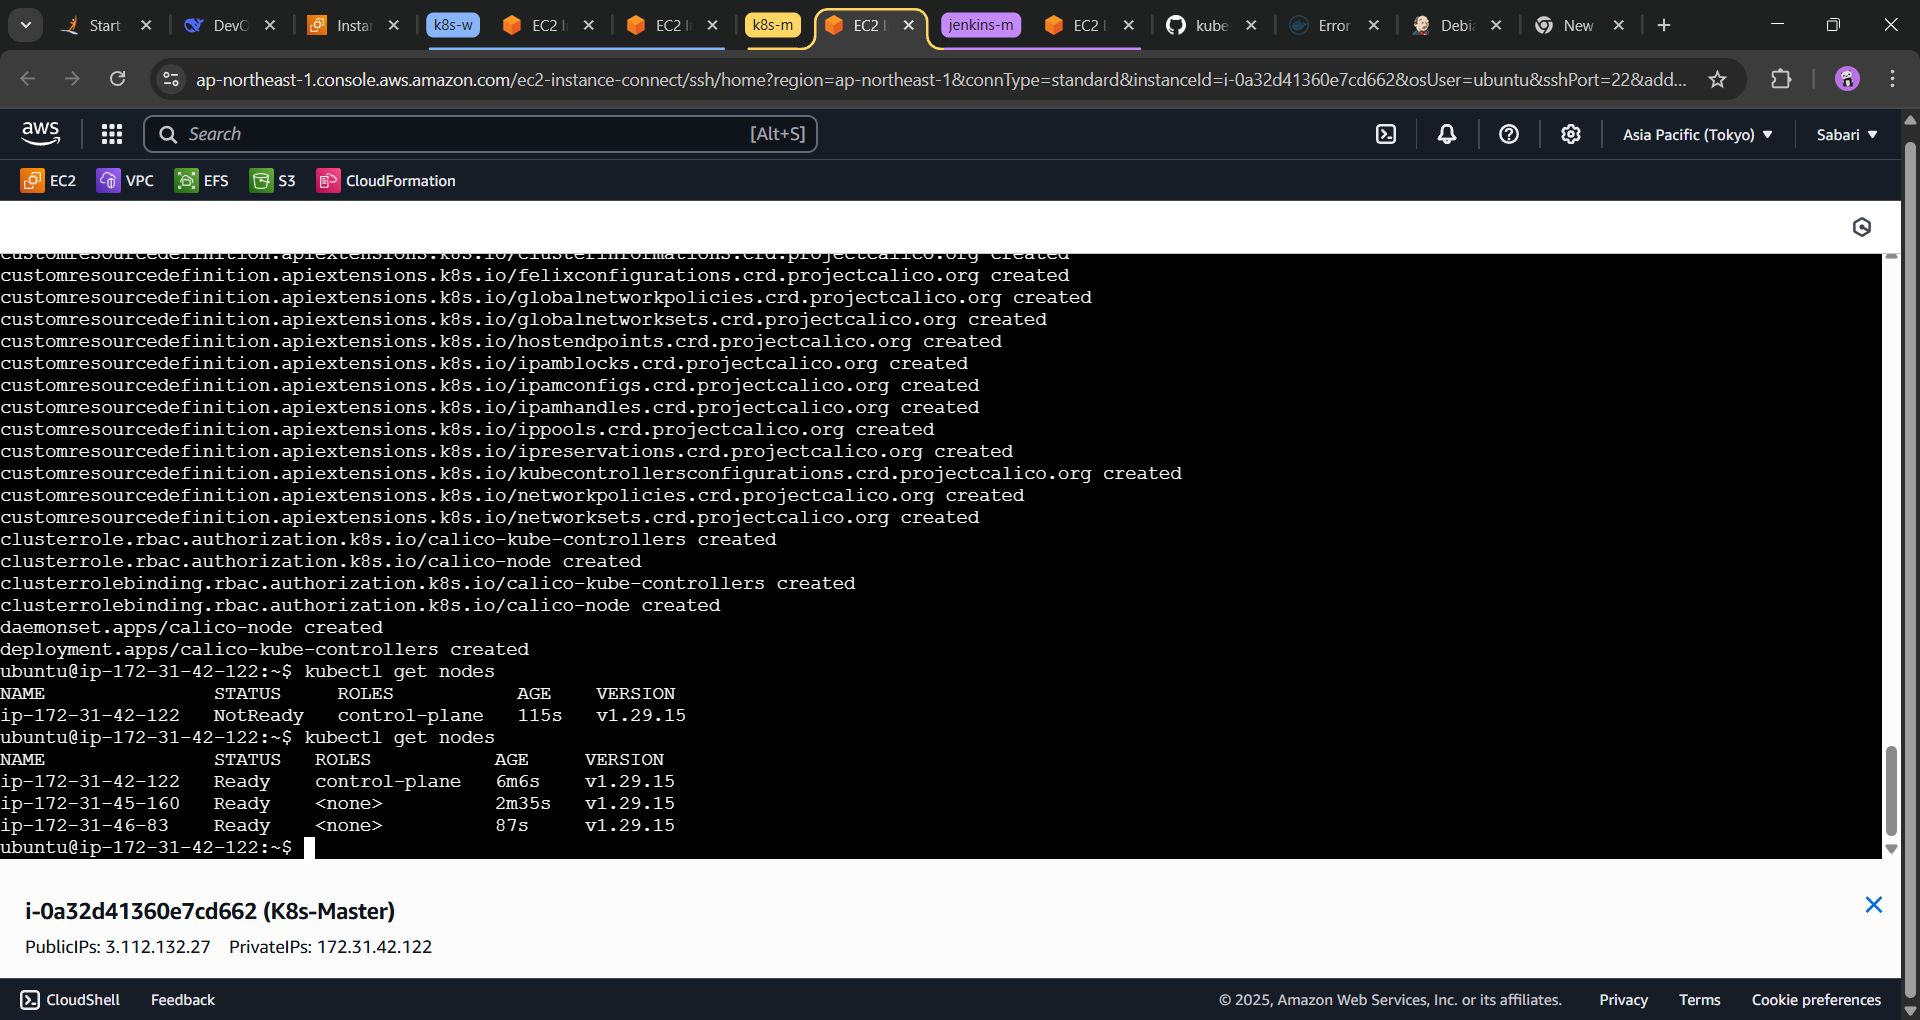 Start
DevO
Insta
k8s-w
EC2 I
EC2 I
k8s-m
EC2 I
jenkins-m
EC2 I
kube
Error
Debi
New
ap-northeast-1.console.aws.amazon.com/ec2-instance-connect/ssh/home?region=ap-northeast-1&connType=standard&instanceId=i-0a32d41360e7cd662&osUser=ubuntu&sshPort=22&add...
aws
Search
[Alt+S]
Asia Pacific (Tokyo)
Sabari
EC2
VPC
EFS
S3
CloudFormation
customresourcedefinition.apiextensions.k8s.io/clusterinformations.crd.projectcalico.org created
customresourcedefinition.apiextensions.k8s.io/felixconfigurations.crd.projectcalico.org created
customresourcedefinition.apiextensions.k8s.io/globalnetworkpolicies.crd.projectcalico.org created
customresourcedefinition.apiextensions.k8s.io/globalnetworksets.crd.projectcalico.org created
customresourcedefinition.apiextensions.k8s.io/hostendpoints.crd.projectcalico.org created
customresourcedefinition.apiextensions.k8s.io/ipamblocks.crd.projectcalico.org created
customresourcedefinition.apiextensions.k8s.io/ipamconfigs.crd.projectcalico.org created
customresourcedefinition.apiextensions.k8s.io/ipamhandles.crd.projectcalico.org created
customresourcedefinition.apiextensions.k8s.io/ippools.crd.projectcalico.org created
customresourcedefinition.apiextensions.k8s.io/ipreservations.crd.projectcalico.org created
customresourcedefinition.apiextensions.k8s.io/kubecontrollersconfigurations.crd.projectcalico.org created
customresourcedefinition.apiextensions.k8s.io/networkpolicies.crd.projectcalico.org created
customresourcedefinition.apiextensions.k8s.io/networksets.crd.projectcalico.org created
clusterrole.rbac.authorization.k8s.io/calico-kube-controllers created
clusterrole.rbac.authorization.k8s.io/calico-node created
clusterrolebinding.rbac.authorization.k8s.io/calico-kube-controllers created
clusterrolebinding.rbac.authorization.k8s.io/calico-node created
daemonset.apps/calico-node created
deployment.apps/calico-kube-controllers created
ubuntu@ip-172-31-42-122:~$ kubectl get nodes
NAME STATUS ROLES AGE VERSION
ip-172-31-42-122 NotReady control-plane 115s v1.29.15
ubuntu@ip-172-31-42-122:~$ kubectl get nodes
NAME STATUS ROLES AGE VERSION
ip-172-31-42-122 Ready control-plane 6m6s v1.29.15
ip-172-31-45-160 Ready <none> 2m35s v1.29.15
ip-172-31-46-83 Ready <none> 87s v1.29.15
ubuntu@ip-172-31-42-122:~$
i-0a32d41360e7cd662 (K8s-Master)
PublicIPs: 3.112.132.27 PrivateIPs: 172.31.42.122
CloudShell
Feedback
© 2025, Amazon Web Services, Inc. or its affiliates.
Privacy
Terms
Cookie preferences